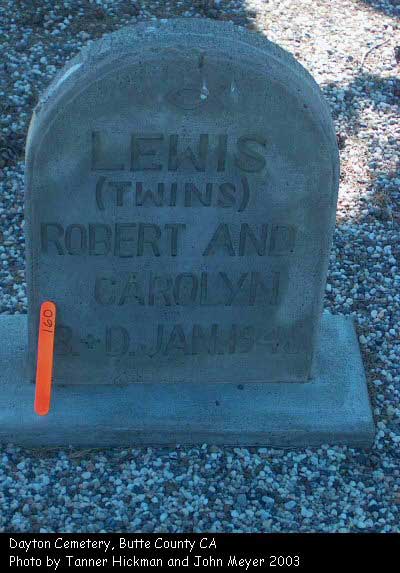 LEWIS
(TWINS)
ROBERT AND
CAROLYN
B. + D. JAN.
160
Dayton Cemetery, Butte County CA
Photo by Tanner Hickman and John Meyer 2003